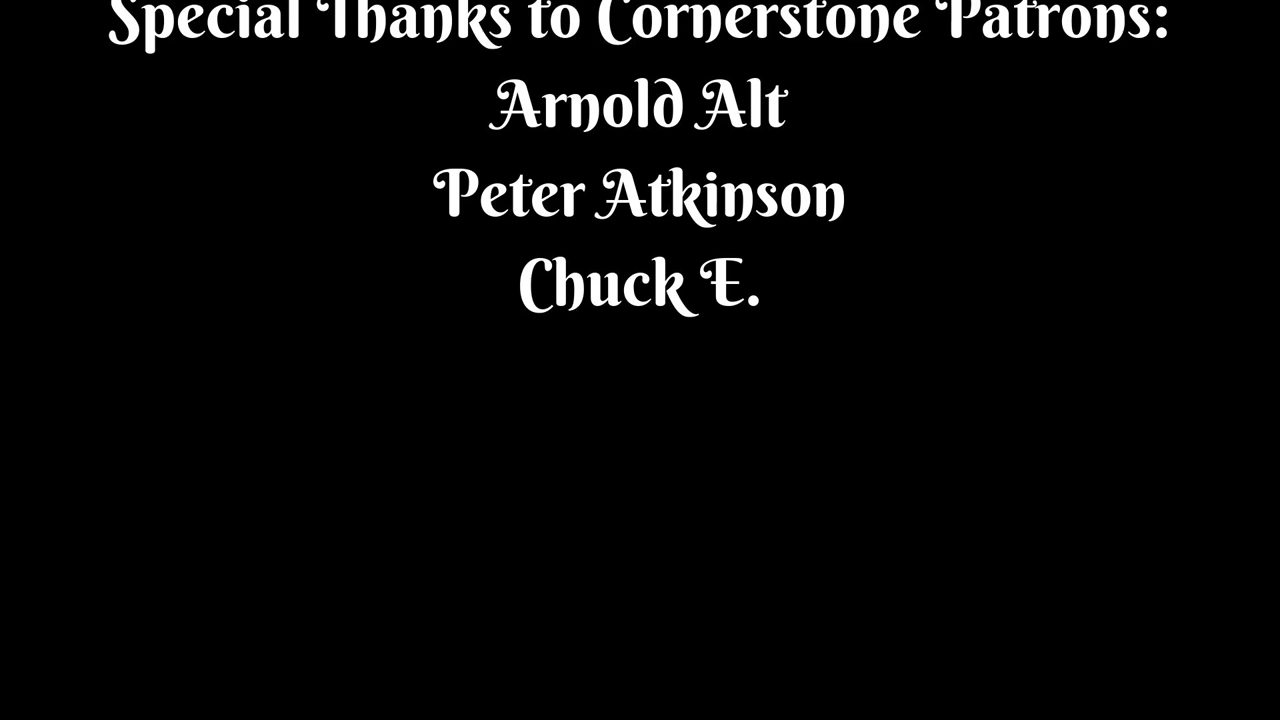 Special Thanks to Cornerstone Patrons:
Arnold Alt
Peter Atkinson
Chuck E.